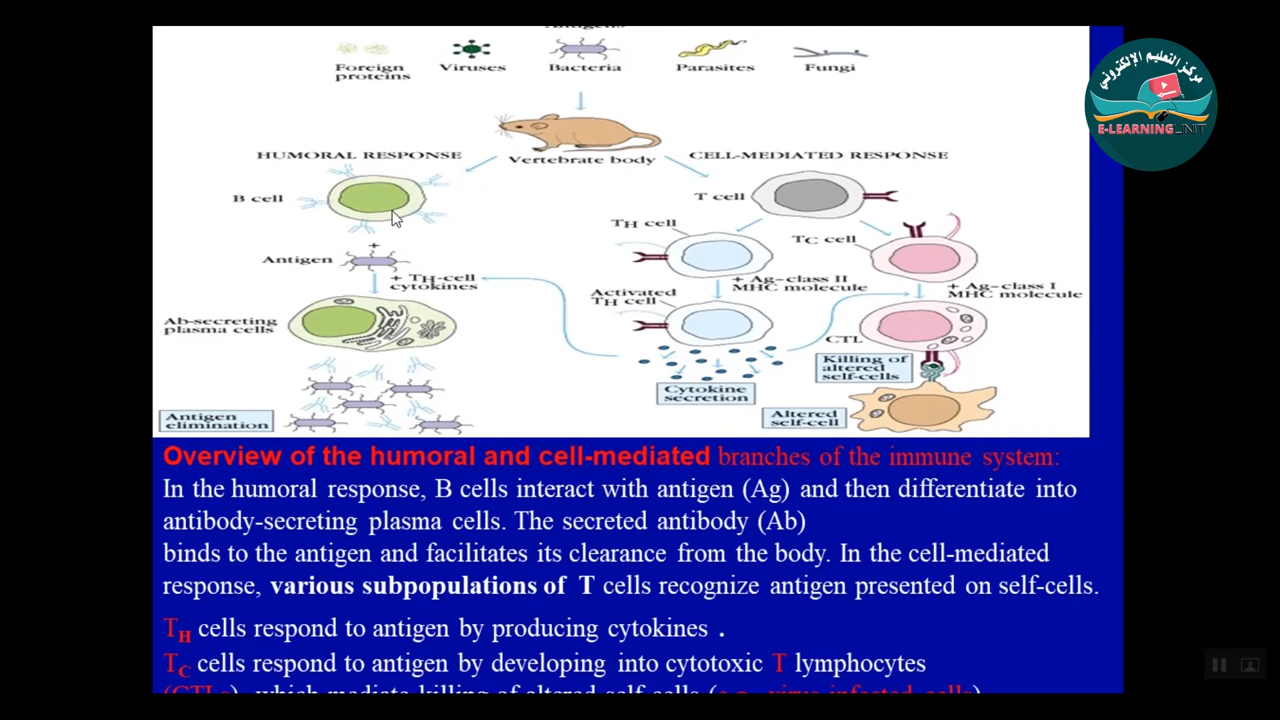 Antigens
Foreign proteins
Viruses
Bacteria
Parasites
Fungi
مركز التعليم الإلكتروني
E-LEARNING UNIT
Vertebrate body
HUMORAL RESPONSE
CELL-MEDIATED RESPONSE
B cell
T cell
TH cell
TC cell
+
Antigen
+ TH-cell
cytokines
+ Ag-class II
MHC molecule
+ Ag-class I
MHC molecule
Activated
TH cell
Ab-secreting
plasma cells
CTL
Killing of
altered
self-cells
Cytokine
secretion
Antigen
elimination
Altered
self-cell
Overview of the humoral and cell-mediated branches of the immune system:
In the humoral response, B cells interact with antigen (Ag) and then differentiate into
antibody-secreting plasma cells. The secreted antibody (Ab)
binds to the antigen and facilitates its clearance from the body. In the cell-mediated
response, various subpopulations of T cells recognize antigen presented on self-cells.
TH cells respond to antigen by producing cytokines .
TC cells respond to antigen by developing into cytotoxic T lymphocytes
(CTLs), which mediate killing of altered self-cells (e.g., virus-infected cells)